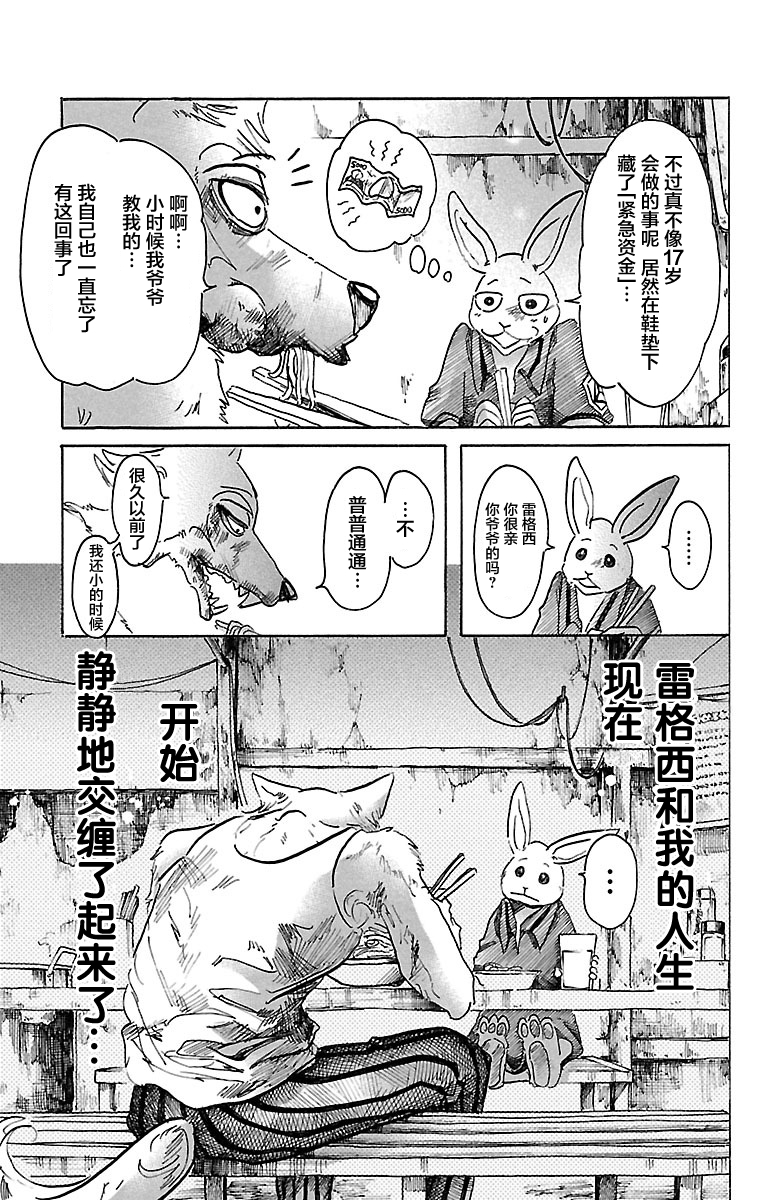 不过真不像17岁
会做的事呢 居然在鞋垫下
藏了「紧急资金」…
5000
5000
啊啊…
小时候我爷爷
教我的…
我自己也一直忘了
有这回事了
……
雷格西
你很亲
你爷爷的吗?
…不
普普通通…
很久以前了
我还小的时候
雷格西和我的人生
现在
…
开始
静静地交缠了起来了…